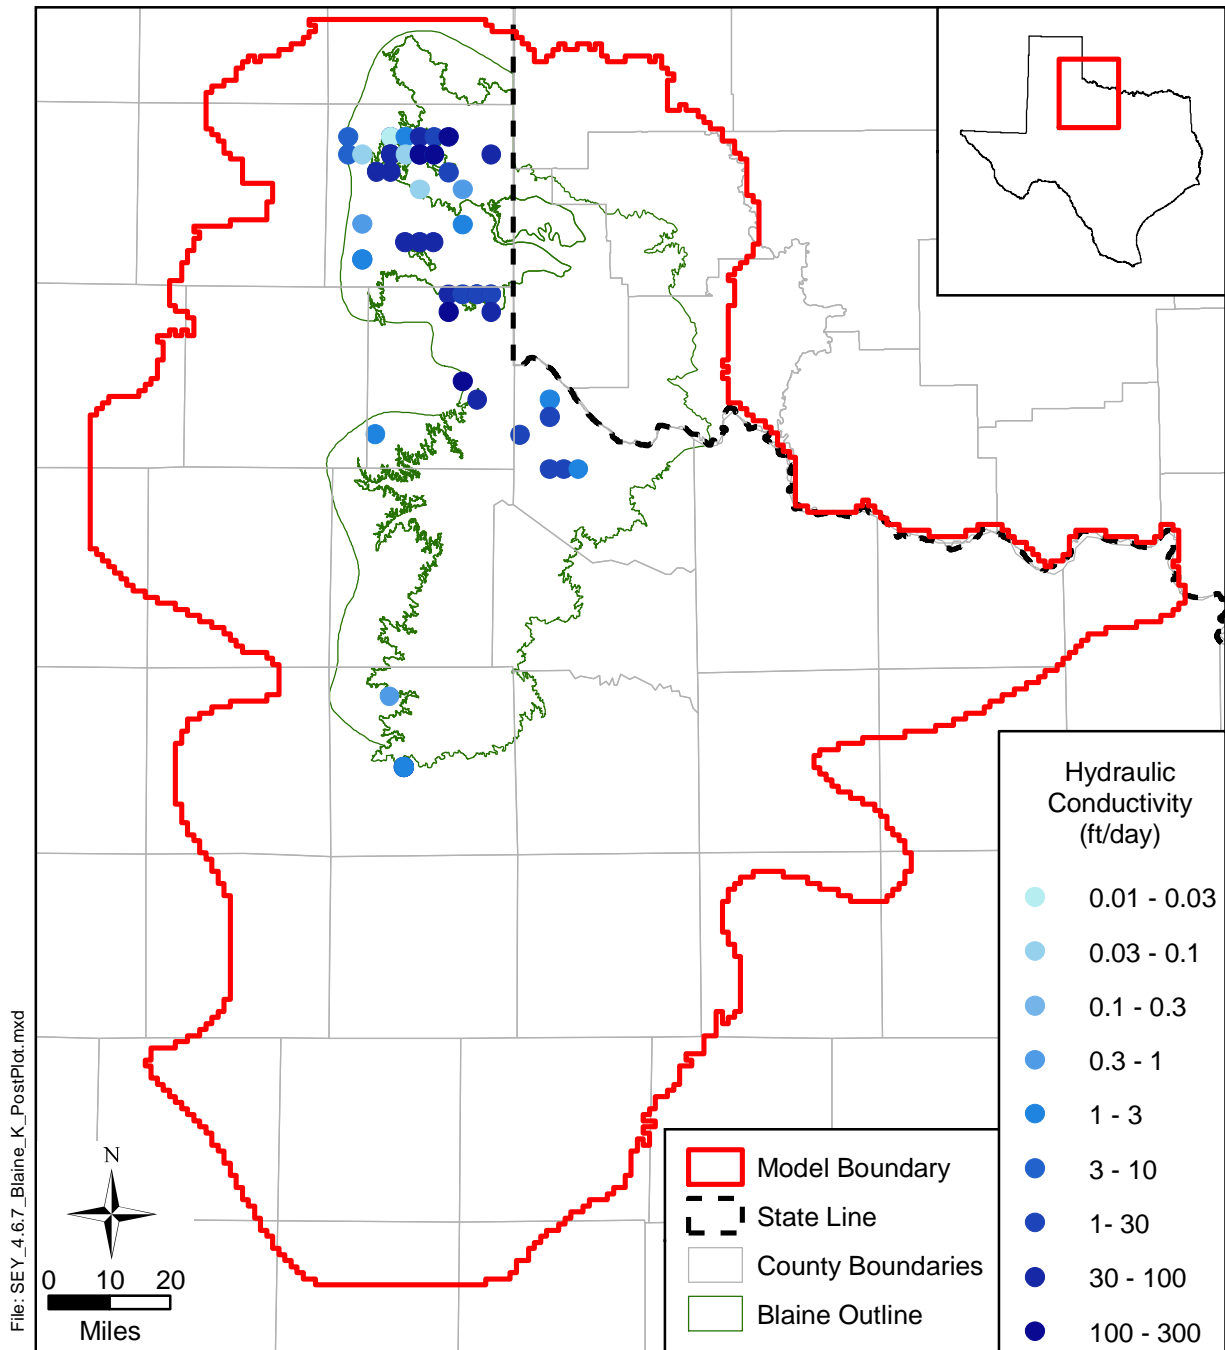 Hydraulic
Conductivity
(ft/day)
0.01 - 0.03
0.03 - 0.1
0.1 - 0.3
0.3 - 1
1 - 3
3 - 10
1- 30
30 - 100
100 - 300
Model Boundary
State Line
County Boundaries
Blaine Outline
N
0 10 20
Miles
File: SEY_4.6.7_Blaine_K_PostPlot.mxd